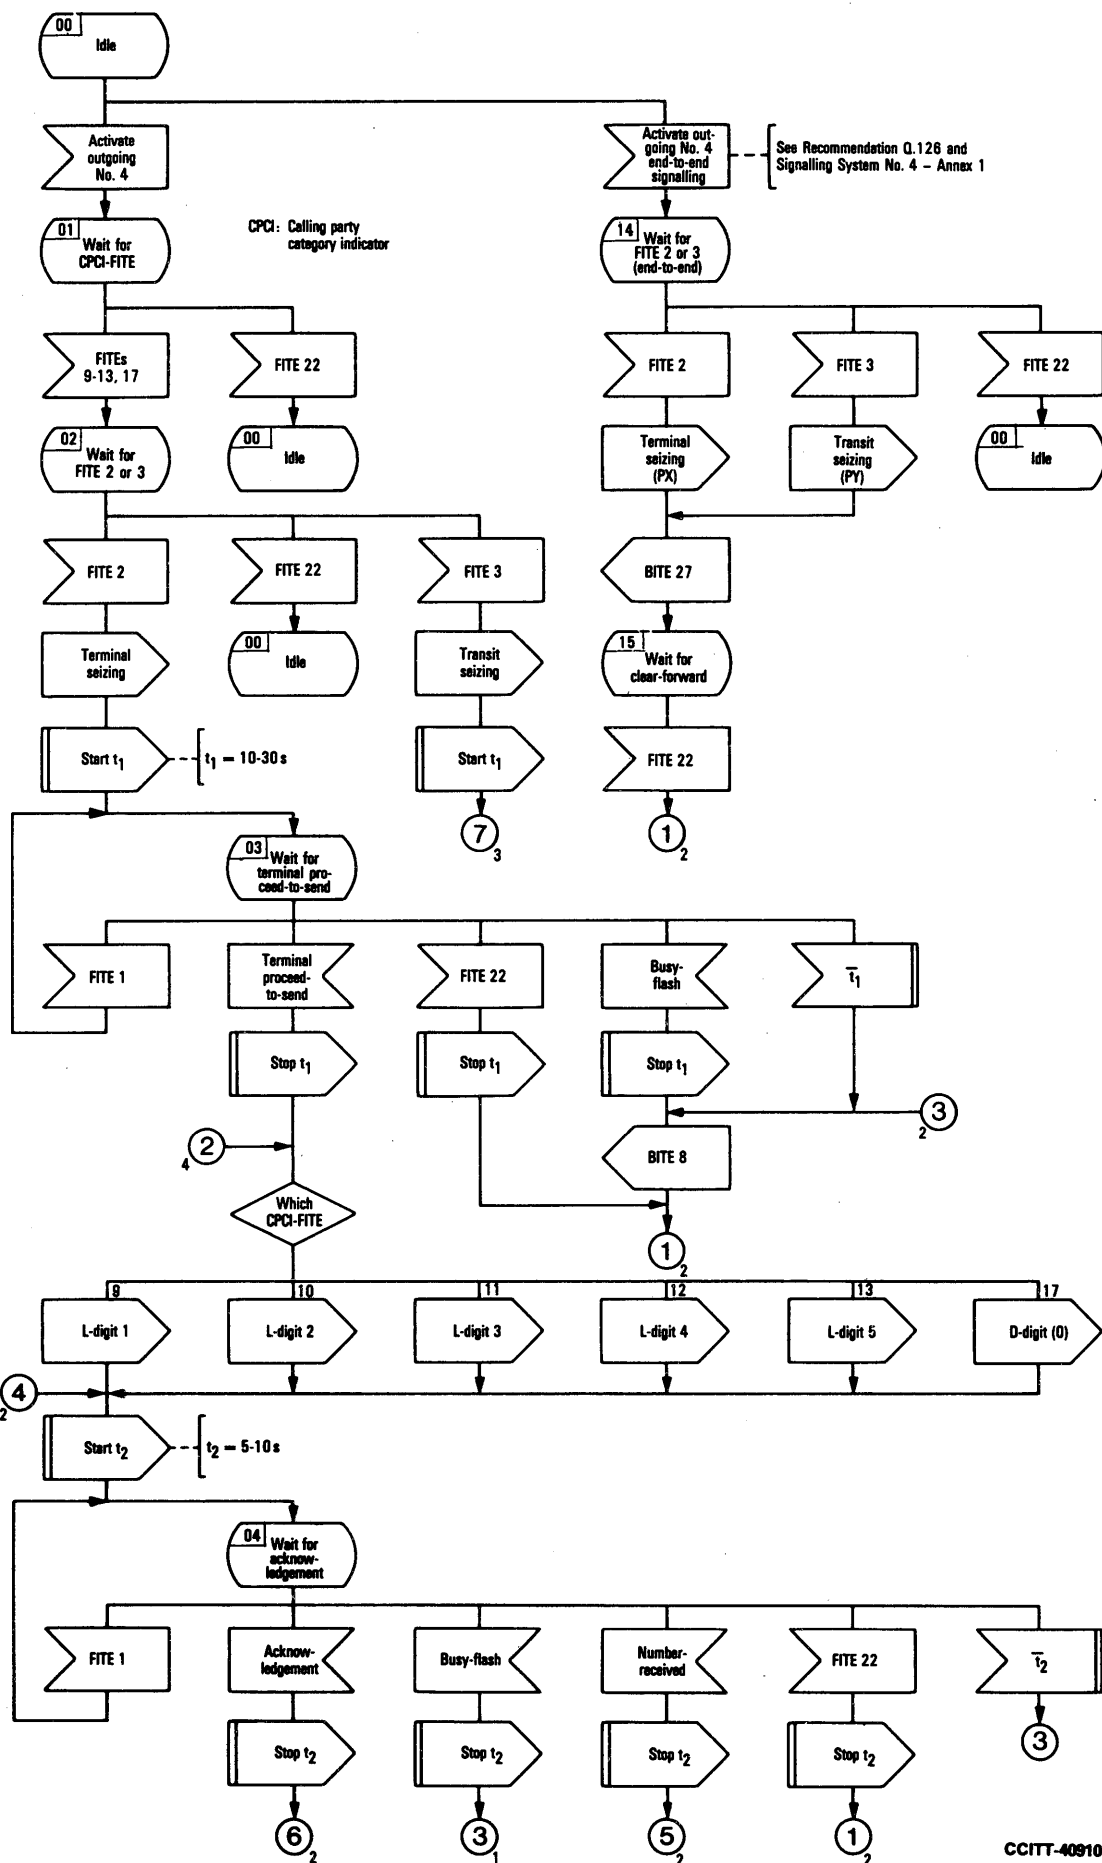 00
Idle
Activate
outgoing
No. 4
Activate out-
going No. 4
end-to-end
signalling
See Recommendation Q.126 and
Signalling System No. 4 – Annex 1
01
Wait for
CPCI-FITE
CPCI: Calling party
category indicator
14
Wait for
FITE 2 or 3
(end-to-end)
FITEs
9-13, 17
FITE 22
FITE 2
FITE 3
FITE 22
02
Wait for
FITE 2 or 3
00
Idle
Terminal
seizing
(PX)
Transit
seizing
(PY)
00
Idle
FITE 2
FITE 22
FITE 3
BITE 27
Terminal
seizing
00
Idle
Transit
seizing
15
Wait for
clear-forward
Start t1
t1 = 10-30 s
Start t1
FITE 22
7
3
1
2
03
Wait for
terminal pro-
ceed-to-send
FITE 1
Terminal
proceed-
to-send
FITE 22
Busy-
flash
t̅1
Stop t1
Stop t1
Stop t1
3
2
2
4
BITE 8
Which
CPCI-FITE
1
2
9
10
11
12
13
17
L-digit 1
L-digit 2
L-digit 3
L-digit 4
L-digit 5
D-digit (0)
4
2
Start t2
t2 = 5-10 s
04
Wait for
acknow-
ledgement
FITE 1
Acknow-
ledgement
Busy-flash
Number-
received
FITE 22
t̅2
Stop t2
Stop t2
Stop t2
Stop t2
3
6
2
3
1
5
2
1
2
CCITT-40910